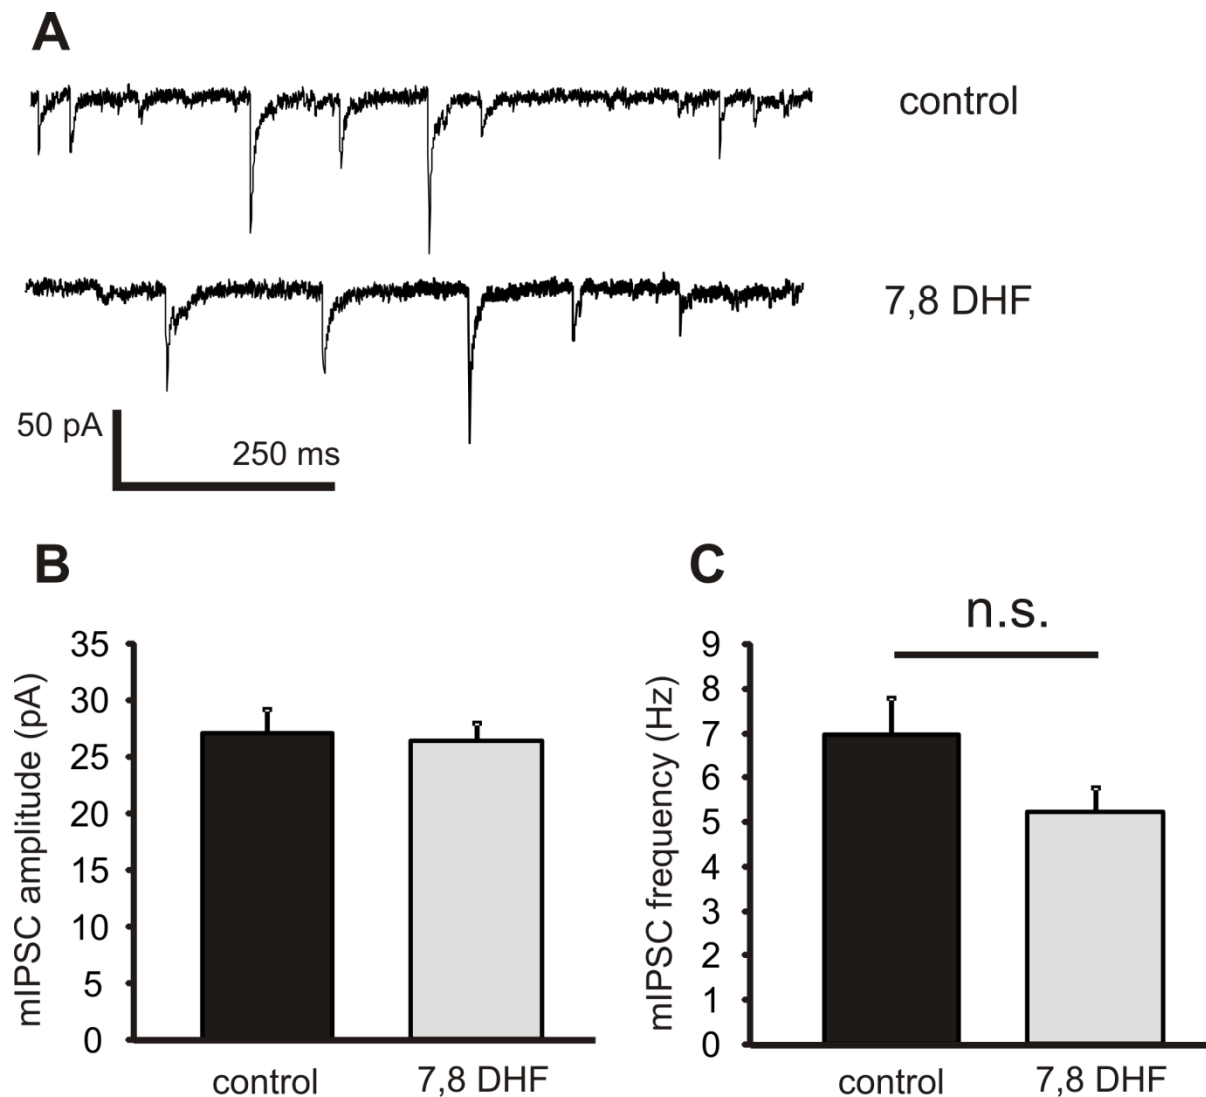 A
control
7,8 DHF
50 pA
250 ms
B
mIPSC amplitude (pA)
35
30
25
20
15
10
5
0
control
7,8 DHF
C
n.s.
mIPSC frequency (Hz)
9
8
7
6
5
4
3
2
1
0
control
7,8 DHF